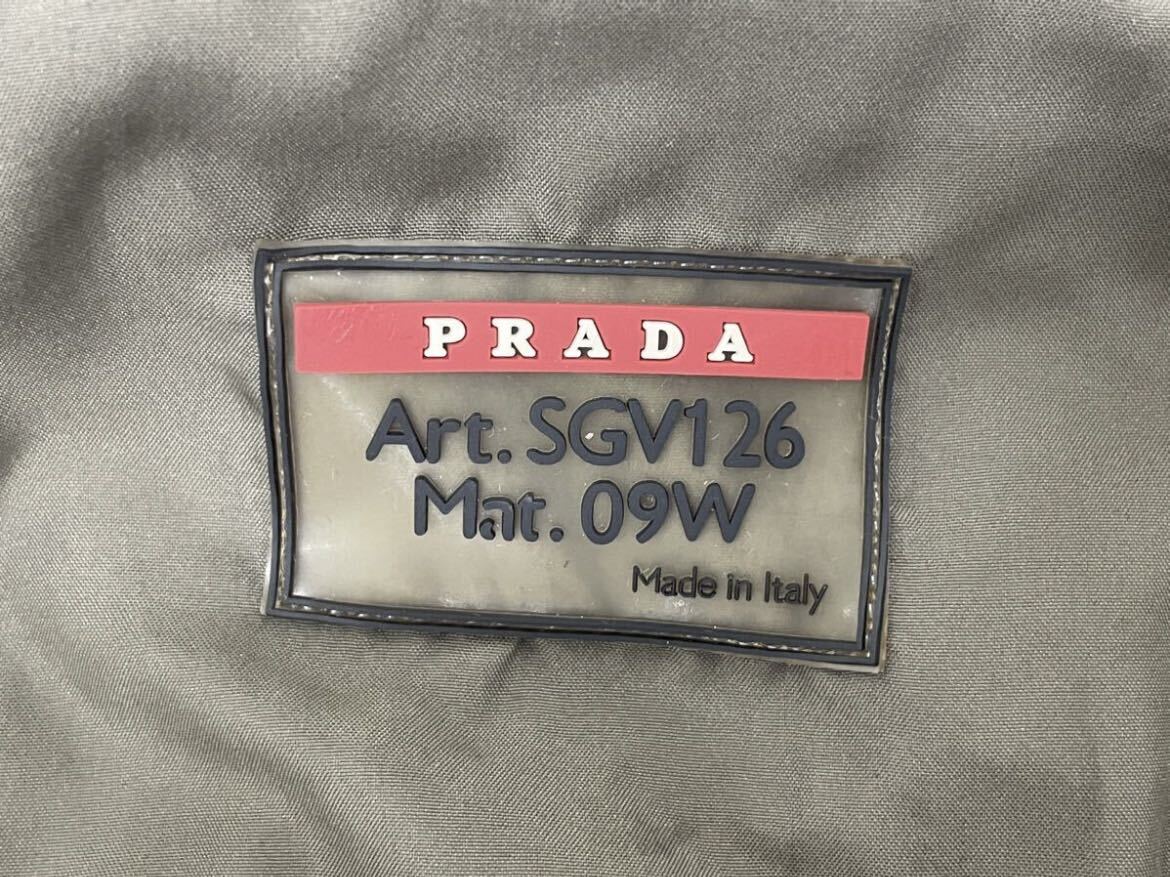 PRADA
Art. SGV126
Mat. 09W
Made in Italy